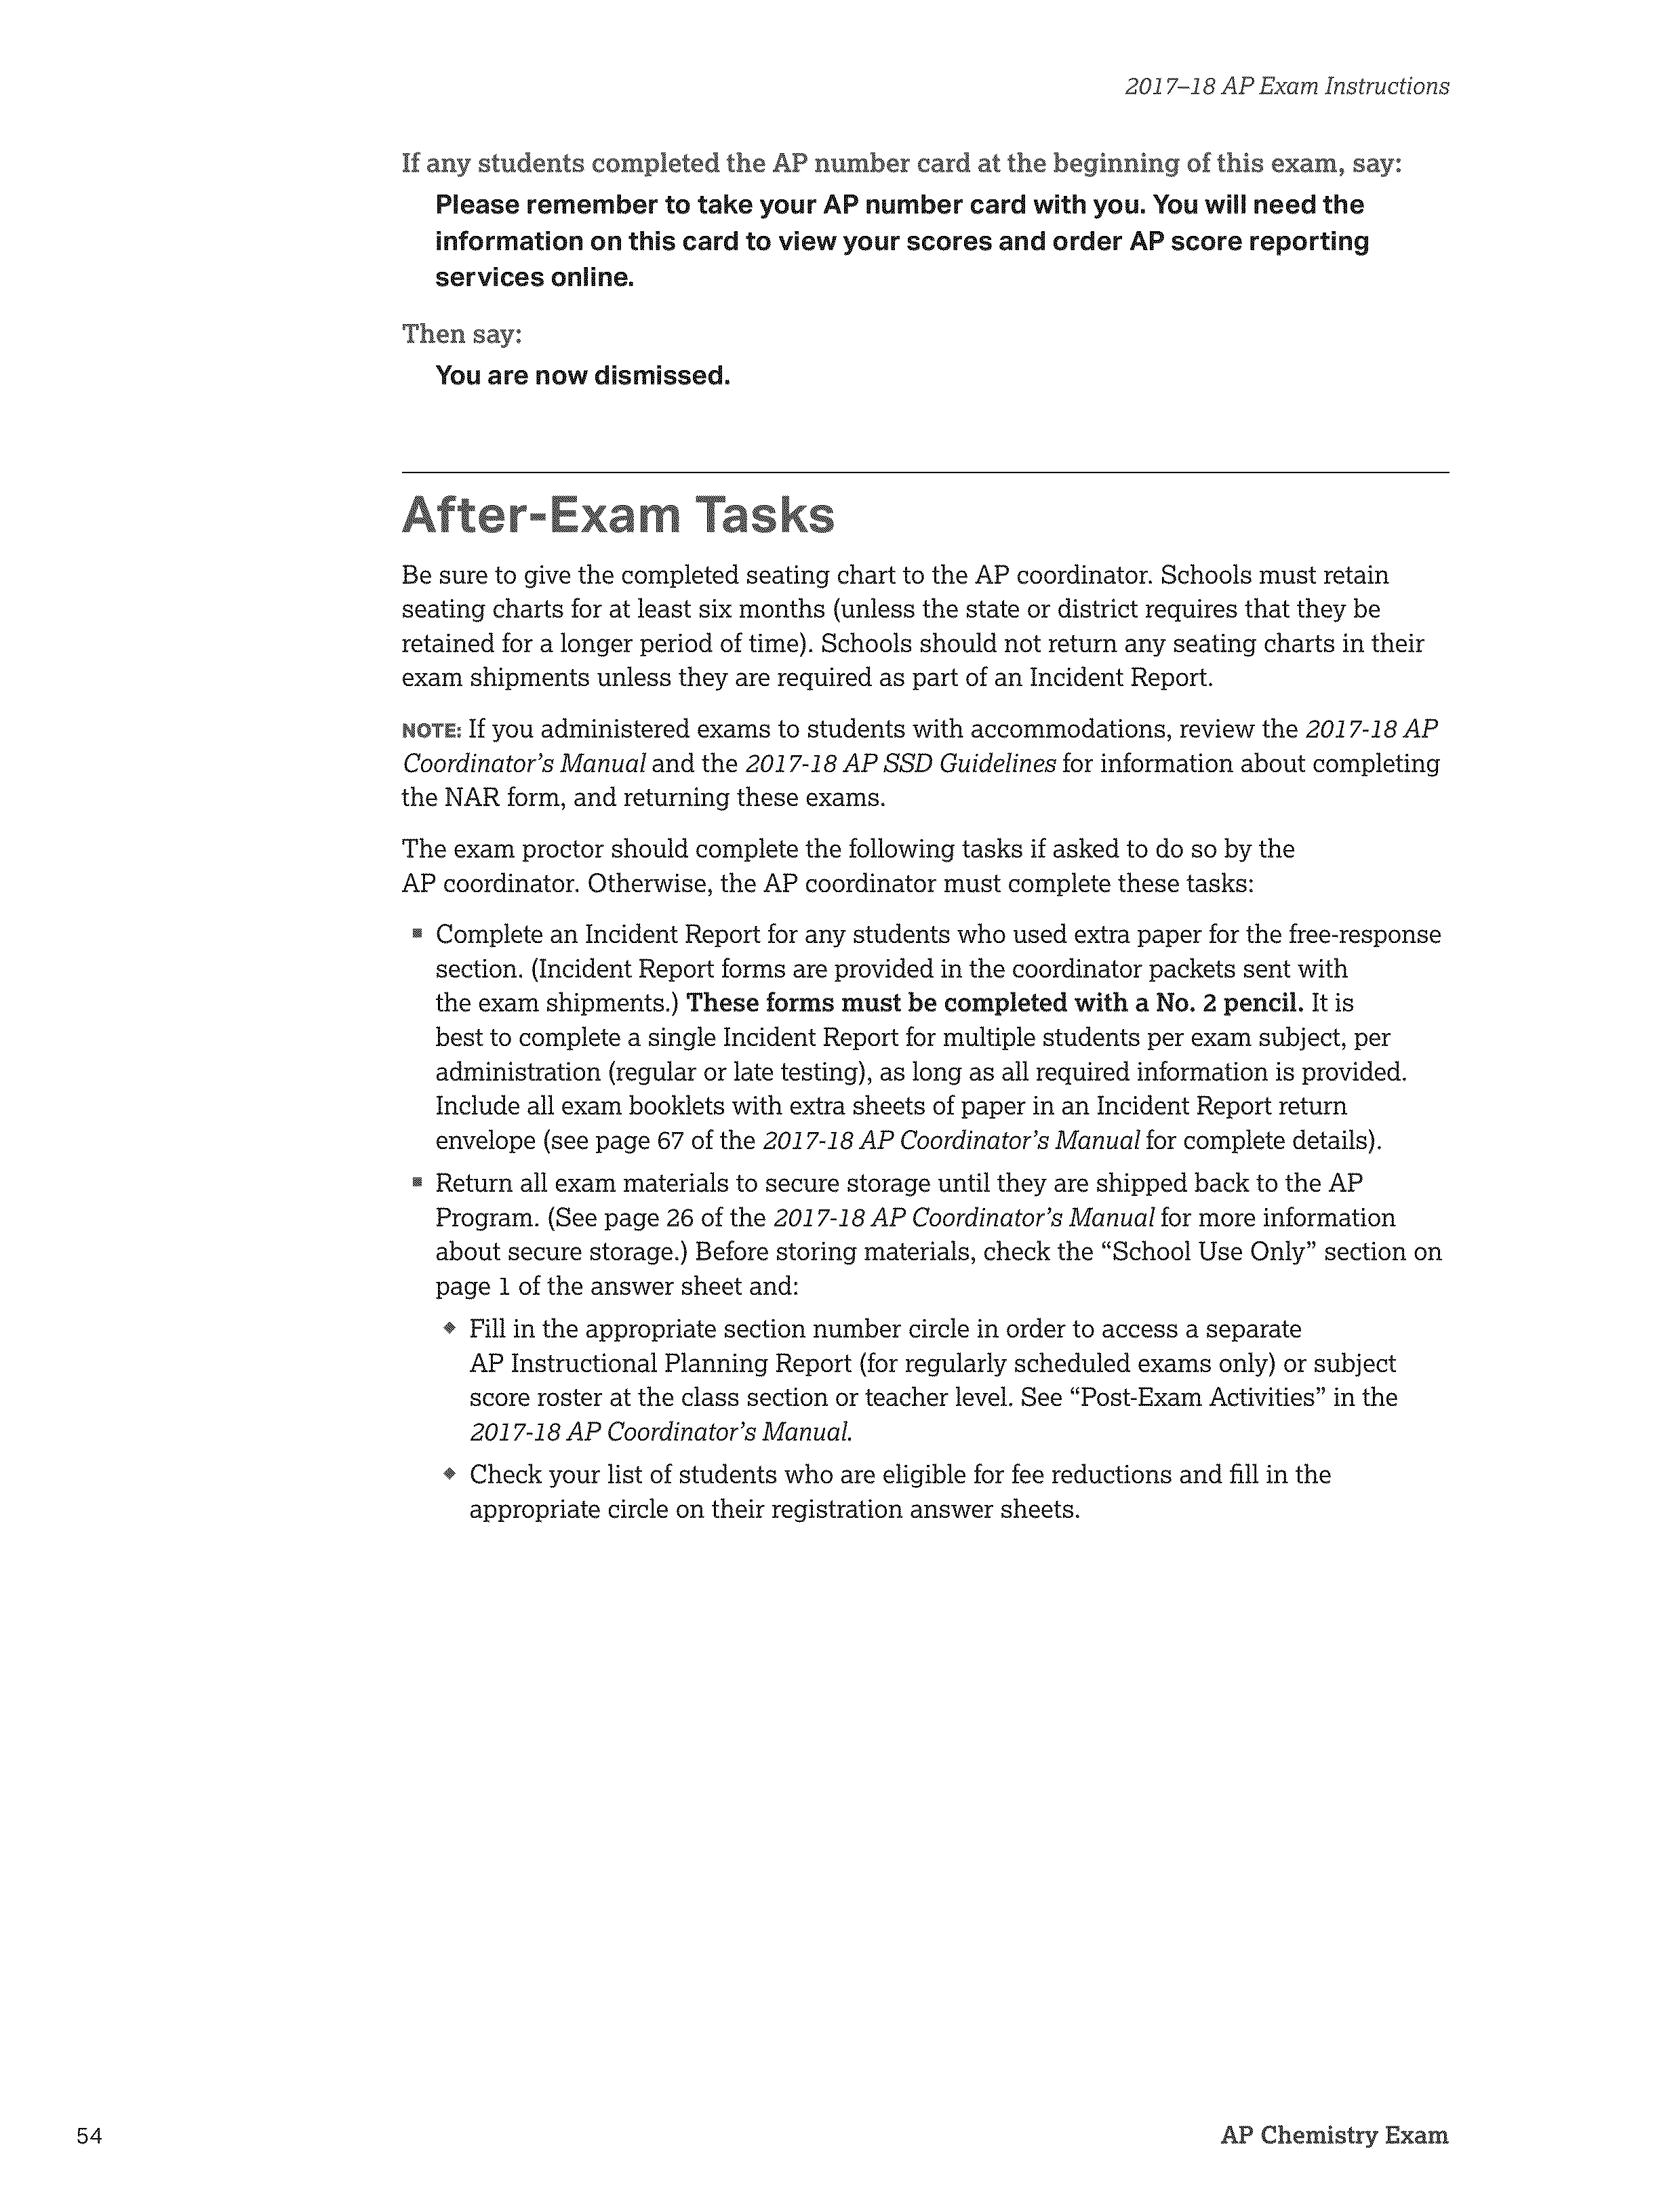 2017–18 AP Exam Instructions
If any students completed the AP number card at the beginning of this exam, say:
Please remember to take your AP number card with you. You will need the
information on this card to view your scores and order AP score reporting
services online.
Then say:
You are now dismissed.
After-Exam Tasks
Be sure to give the completed seating chart to the AP coordinator. Schools must retain
seating charts for at least six months (unless the state or district requires that they be
retained for a longer period of time). Schools should not return any seating charts in their
exam shipments unless they are required as part of an Incident Report.
NOTE: If you administered exams to students with accommodations, review the 2017-18 AP
Coordinator’s Manual and the 2017-18 AP SSD Guidelines for information about completing
the NAR form, and returning these exams.
The exam proctor should complete the following tasks if asked to do so by the
AP coordinator. Otherwise, the AP coordinator must complete these tasks:
▪ Complete an Incident Report for any students who used extra paper for the free-response
section. (Incident Report forms are provided in the coordinator packets sent with
the exam shipments.) These forms must be completed with a No. 2 pencil. It is
best to complete a single Incident Report for multiple students per exam subject, per
administration (regular or late testing), as long as all required information is provided.
Include all exam booklets with extra sheets of paper in an Incident Report return
envelope (see page 67 of the 2017-18 AP Coordinator’s Manual for complete details).
▪ Return all exam materials to secure storage until they are shipped back to the AP
Program. (See page 26 of the 2017-18 AP Coordinator’s Manual for more information
about secure storage.) Before storing materials, check the “School Use Only” section on
page 1 of the answer sheet and:
◆ Fill in the appropriate section number circle in order to access a separate
AP Instructional Planning Report (for regularly scheduled exams only) or subject
score roster at the class section or teacher level. See “Post-Exam Activities” in the
2017-18 AP Coordinator’s Manual.
◆ Check your list of students who are eligible for fee reductions and fill in the
appropriate circle on their registration answer sheets.
54
AP Chemistry Exam